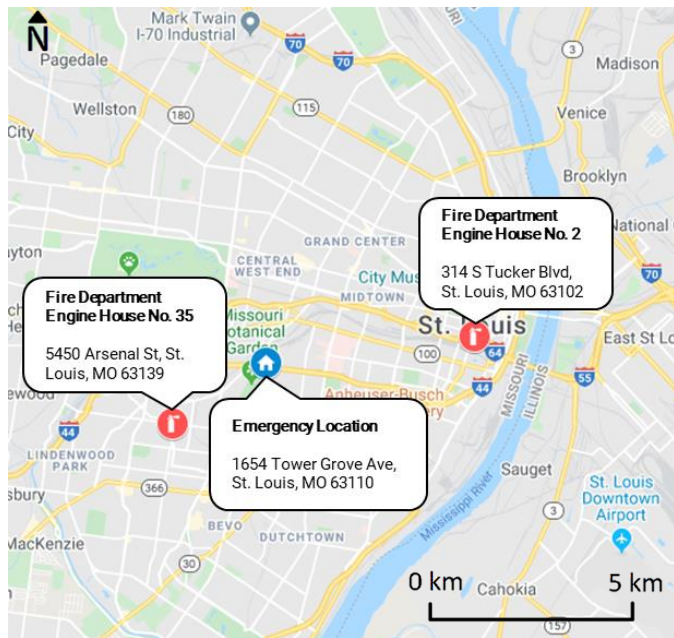 Mark Twain
I-70 Industrial
N
Pagedale
70
70
3
Madison
Wellston
180
115
Venice
City
Brooklyn
Fire Department
Engine House No. 2
314 S Tucker Blvd,
St. Louis, MO 63102
National C
GRAND CENTER
CENTRAL
WEST END
City Mus
MIDTOWN
70
Fire Department
Engine House No. 35
5450 Arsenal St, St.
Louis, MO 63139
Missouri
Botanical
Garden
St. Louis
100
64
East St Lo
44
55
MISSOURI
ILLINOIS
Anheuser-Busch
ewood
Emergency Location
1654 Tower Grove Ave,
St. Louis, MO 63110
44
LINDENWOOD
PARK
366
Sauget
sbury
St. Louis
Downtown
Airport
BEVO
DUTCHTOWN
Mississippi River
3
MacKenzie
30
Cahokia
0 km
5 km
157